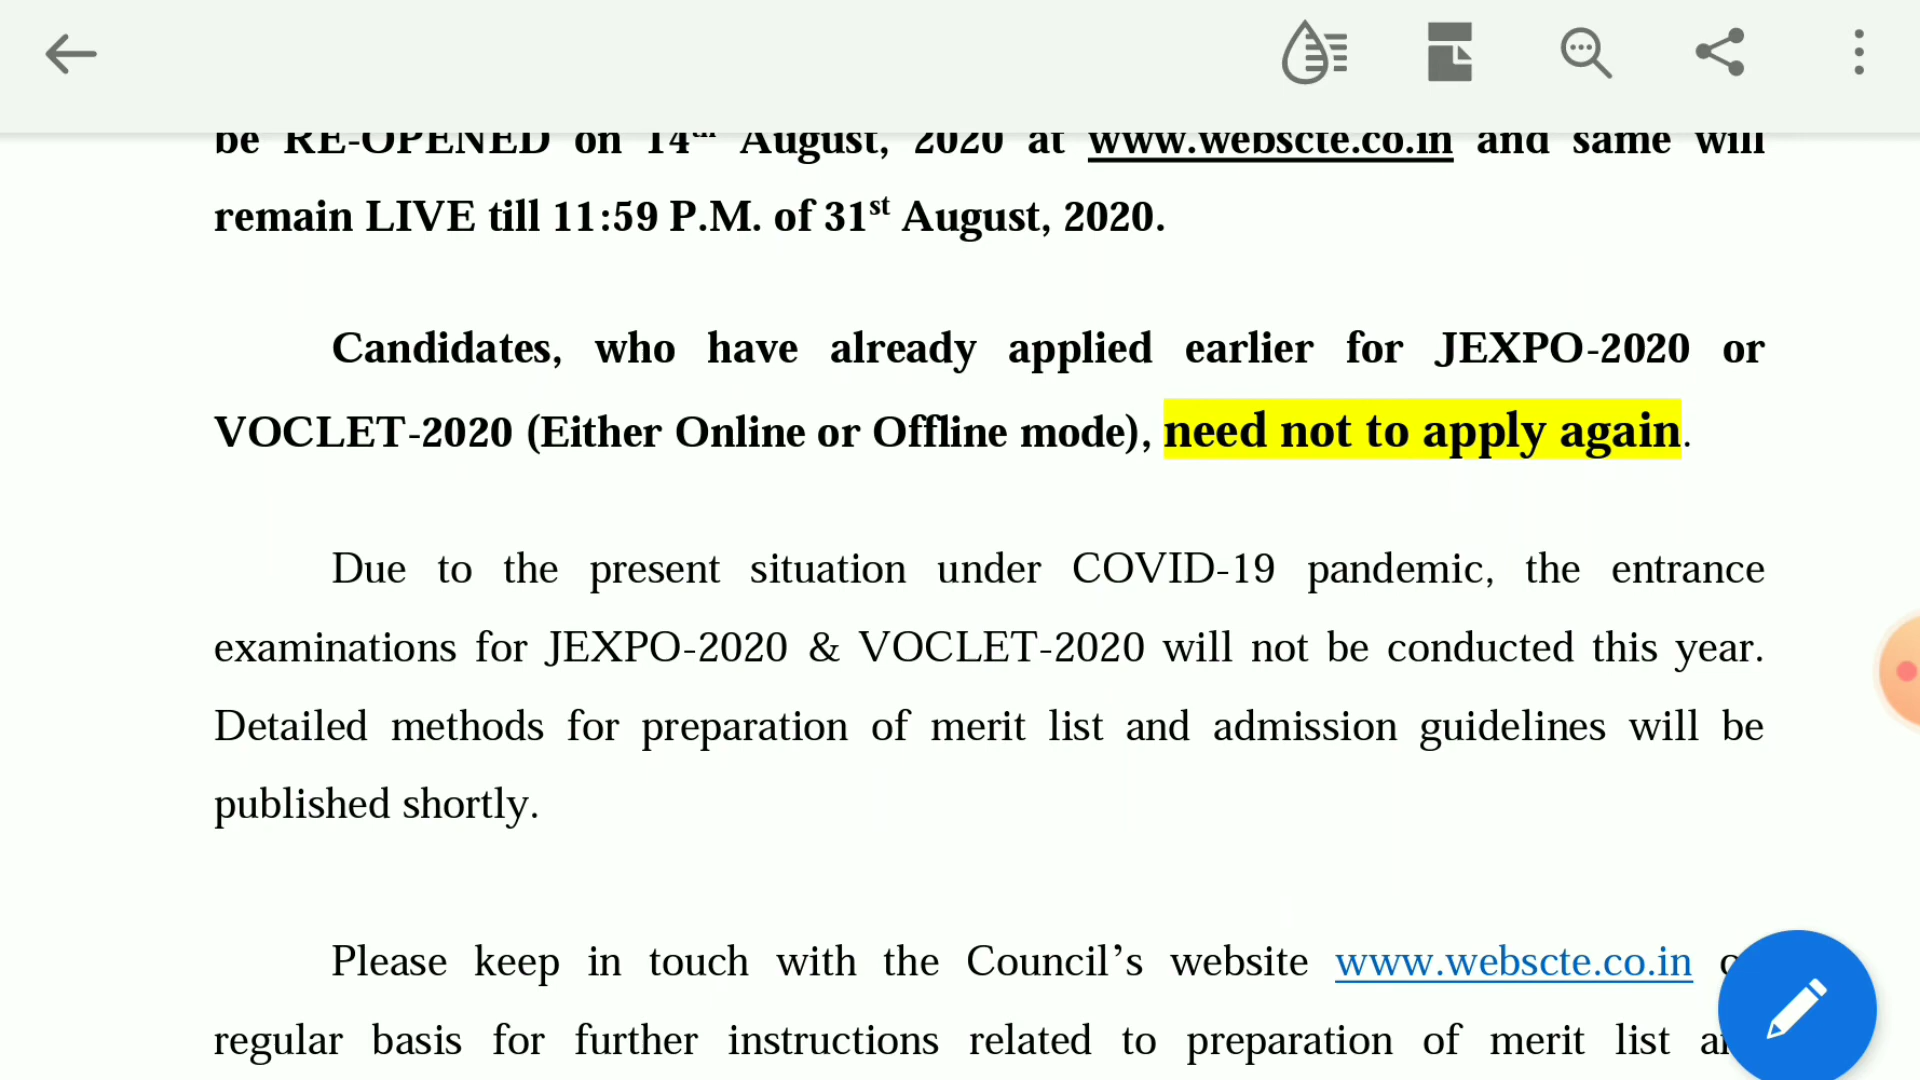 be RE-OPENED on 14th August, 2020 at www.webscte.co.in and same will
remain LIVE till 11:59 P.M. of 31st August, 2020.
Candidates, who have already applied earlier for JEXPO-2020 or
VOCLET-2020 (Either Online or Offline mode), need not to apply again.
Due to the present situation under COVID-19 pandemic, the entrance
examinations for JEXPO-2020 & VOCLET-2020 will not be conducted this year.
Detailed methods for preparation of merit list and admission guidelines will be
published shortly.
Please keep in touch with the Council's website www.webscte.co.in
regular basis for further instructions related to preparation of merit list